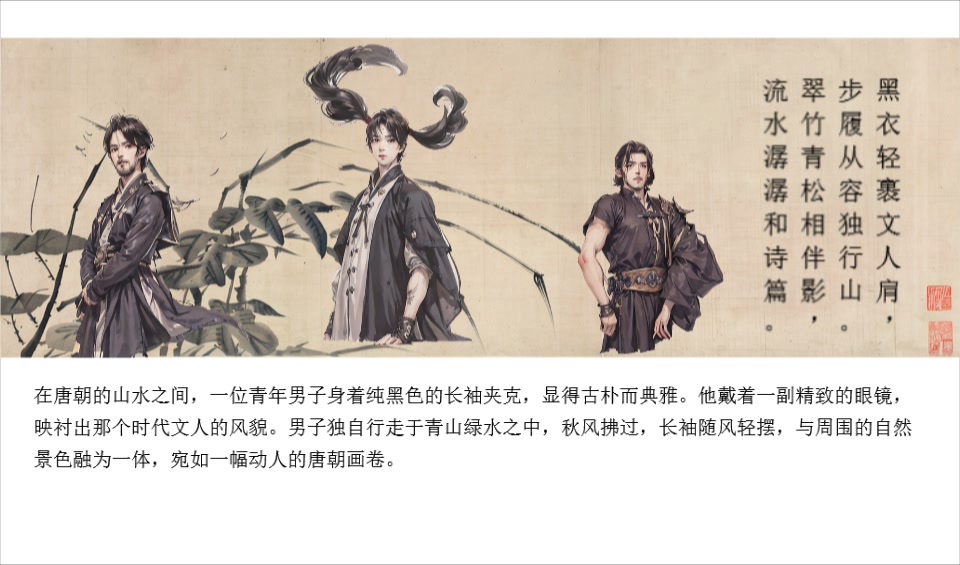 黑衣轻裹文人肩，
步履从容独行山。
翠竹青松相伴影，
流水潺潺和诗篇。
在唐朝的山水之间，一位青年男子身着纯黑色的长袖夹克，显得古朴而典雅。他戴着一副精致的眼镜，
映衬出那个时代文人的风貌。男子独自行走于青山绿水之中，秋风拂过，长袖随风轻摆，与周围的自然
景色融为一体，宛如一幅动人的唐朝画卷。